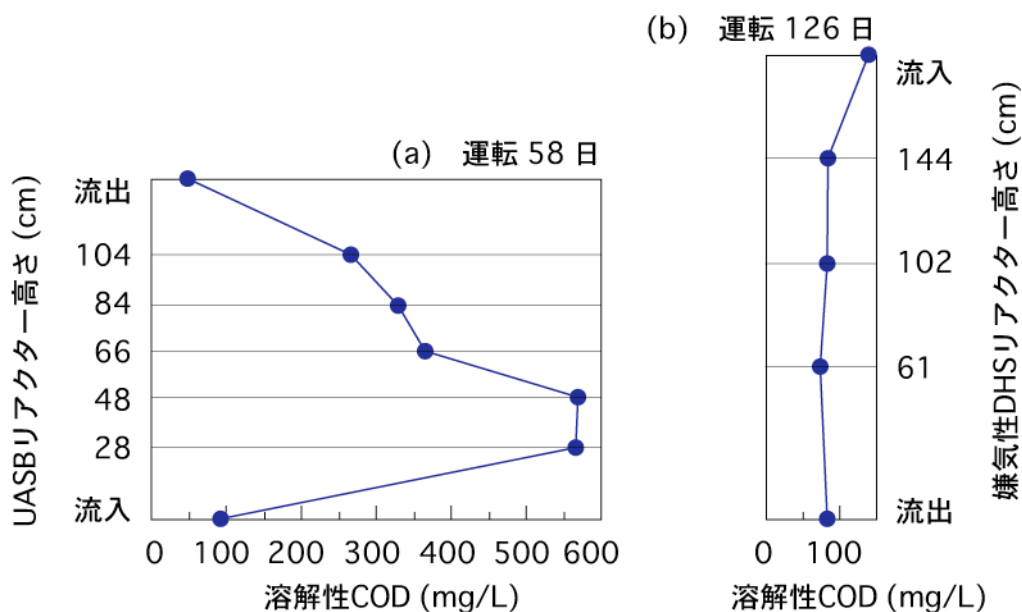 (a) 運転 58 日
UASBリアクター高さ (cm)
流出
104
84
66
48
28
流入
0 100 200 300 400 500 600
溶解性COD (mg/L)
(b) 運転 126 日
流入
144
102
61
流出
嫌気性DHSリアクター高さ (cm)
0 100
溶解性COD (mg/L)